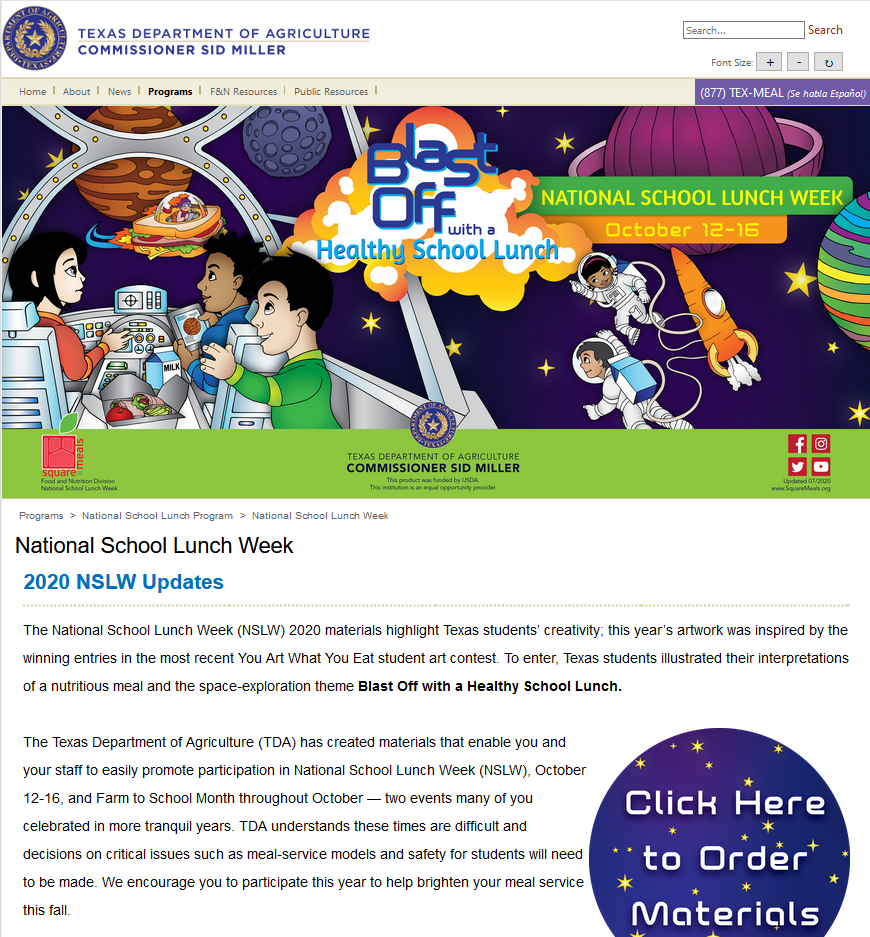 TEXAS DEPARTMENT OF AGRICULTURE
COMMISSIONER SID MILLER
Search...
Search
Font Size: + - ↻
Home | About | News | Programs | F&N Resources | Public Resources |
(877) TEX-MEAL (Se habla Español)
Blast
Off
with a
Healthy School Lunch
NATIONAL SCHOOL LUNCH WEEK
October 12-16
MILK
square meals
Food and Nutrition Division
National School Lunch Week
TEXAS DEPARTMENT OF AGRICULTURE
COMMISSIONER SID MILLER
This product was funded by USDA.
This institution is an equal opportunity provider.
Updated 07/2020
www.SquareMeals.org
Programs > National School Lunch Program > National School Lunch Week
National School Lunch Week
2020 NSLW Updates
The National School Lunch Week (NSLW) 2020 materials highlight Texas students’ creativity; this year’s artwork was inspired by the
winning entries in the most recent You Art What You Eat student art contest. To enter, Texas students illustrated their interpretations
of a nutritious meal and the space-exploration theme Blast Off with a Healthy School Lunch.
The Texas Department of Agriculture (TDA) has created materials that enable you and
your staff to easily promote participation in National School Lunch Week (NSLW), October
12-16, and Farm to School Month throughout October — two events many of you
celebrated in more tranquil years. TDA understands these times are difficult and
decisions on critical issues such as meal-service models and safety for students will need
to be made. We encourage you to participate this year to help brighten your meal service
this fall.
Click Here
to Order
Materials